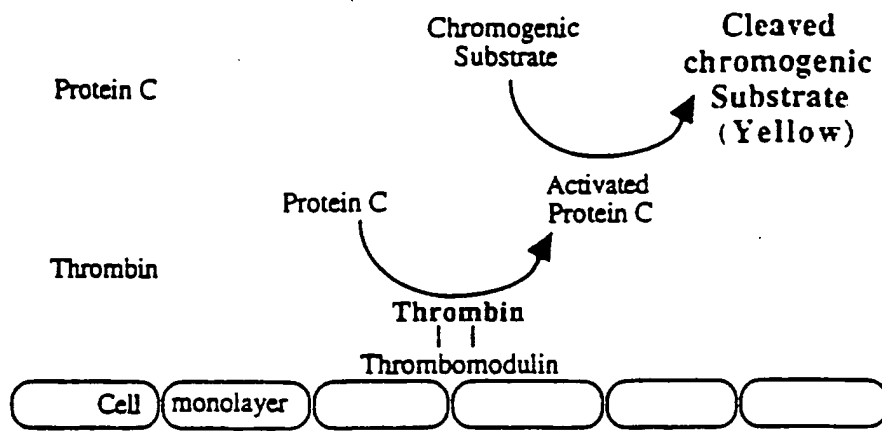 Chromogenic
Substrate
Cleaved
chromogenic
Substrate
(Yellow)
Protein C
Protein C
Activated
Protein C
Thrombin
Thrombin
Thrombomodulin
Cell monolayer